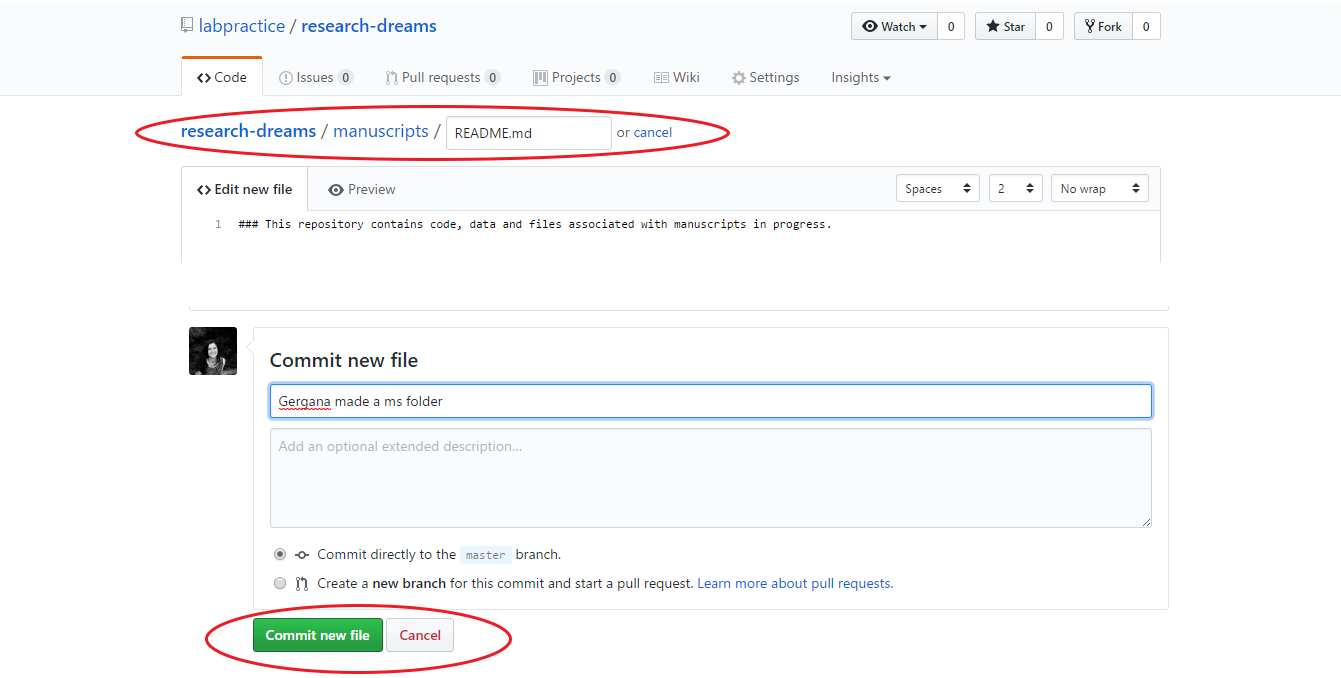 labpractice / research-dreams Watch 0 Star 0 Fork 0
Code Issues 0 Pull requests 0 Projects 0 Wiki Settings Insights
research-dreams / manuscripts / README.md or cancel
Edit new file Preview Spaces 2 No wrap
1 ### This repository contains code, data and files associated with manuscripts in progress.
Commit new file
Gergana made a ms folder
Add an optional extended description...
Commit directly to the master branch.
Create a new branch for this commit and start a pull request. Learn more about pull requests.
Commit new file Cancel